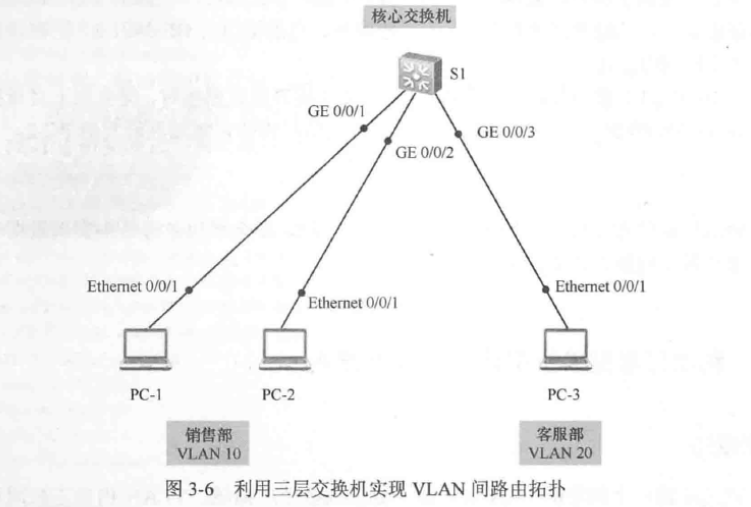 核心交换机
S1
GE 0/0/1
GE 0/0/2
GE 0/0/3
Ethernet 0/0/1
Ethernet 0/0/1
Ethernet 0/0/1
PC-1
PC-2
PC-3
销售部
VLAN 10
客服部
VLAN 20
图 3-6 利用三层交换机实现 VLAN 间路由拓扑